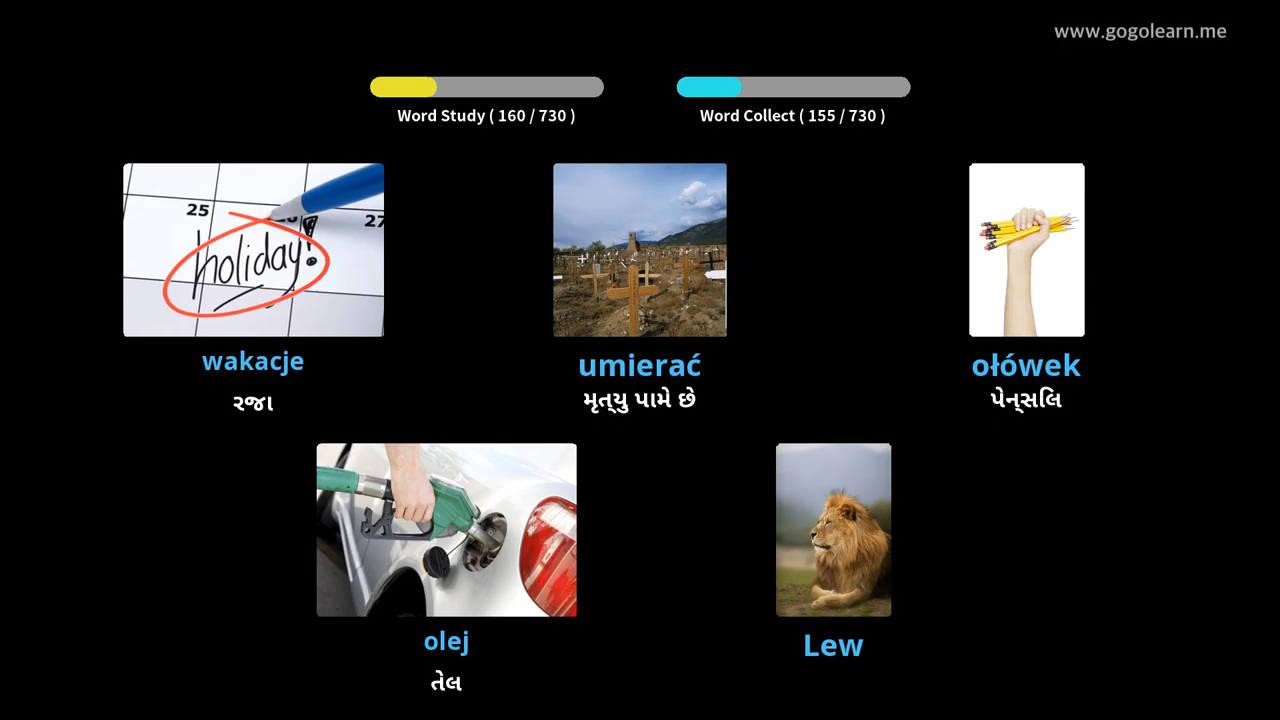 www.gogolearn.me
Word Study ( 160 / 730 )
Word Collect ( 155 / 730 )
25
27
holiday!
wakacje
રજા
umierać
મૃત્યુ પામે છે
ołówek
પેન્સિલ
olej
તેલ
Lew